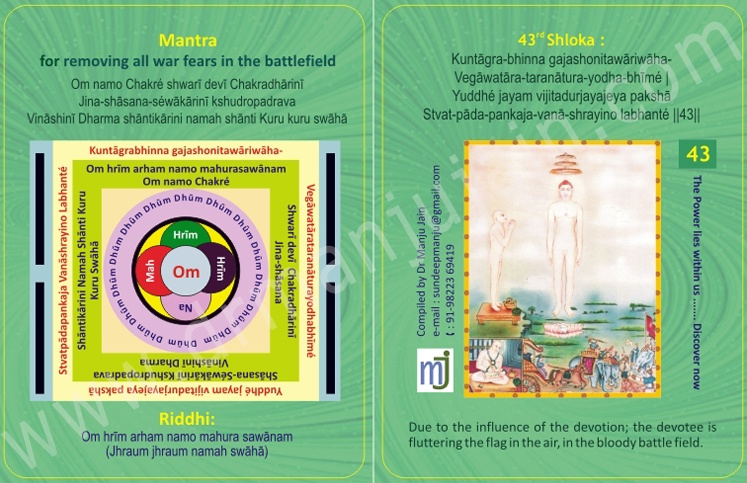 Mantra
for removing all war fears in the battlefield
Om namo Chakré shwarī devī Chakradhārinī
Jina-shāsana-séwākārinī kshudropadrava
Vināshinī Dharma shāntikārinī namah shānti Kuru kuru swāhā
Kuntāgrabhinna gajashonitawāriwāha-
Om hrīm arham namo mahurasawānam
Om namo Chakré
Stvatpādapankaja Vanāshrayino Labhanté
Shāntikārini Namah Shānti Kuru
Kuru Swāhā
Dhūm Dhūm Dhūm Dhūm Dhūm Dhūm Dhūm Dhūm Dhūm Dhūm Dhūm Dhūm Dhūm
Hrīm
Mah
Om
Hrīm
Na
Shwarī devī Chakradhārinī
Jina-shāsana
Vegāwatārataranāturayodhabhīmé
Vināshinī Dharma
Shāsana-Séwākārinī Kshudropadrava
Yuddhé jayam vijitadurjayajeya pakshā
Riddhi:
Om hrīm arham namo mahura sawānam
(Jhraum jhraum namah swāhā)
43rd Shloka :
Kuntāgra-bhinna-gajashonitawāriwāha-
Vegāwatāra-taranātura-yodha-bhīmé |
Yuddhé jayam vijitadurjayajeya pakshā
Stvat-pāda-pankaja-vanā-shrayino labhanté ||43||
43
Compiled by Dr Manju Jain
e-mail : sundeepmanju@gmail.com
: 91-98223 69419
mj
The Power lies within us ........ Discover now
Due to the influence of the devotion; the devotee is
fluttering the flag in the air, in the bloody battle field.